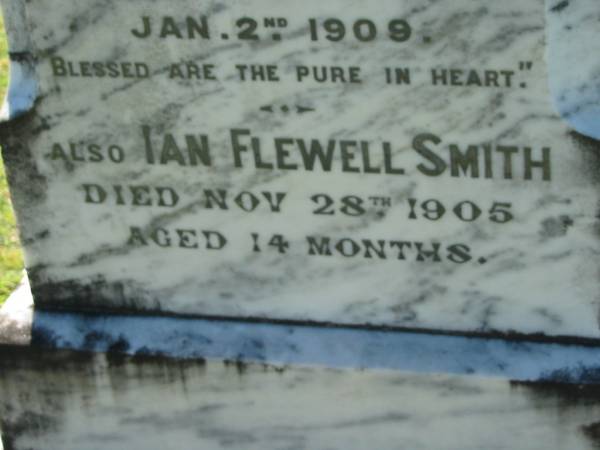 JAN. 2ND. 1909.
BLESSED ARE THE PURE IN HEART."
ALSO IAN FLEWELL SMITH
DIED NOV 28TH 1905
AGED 14 MONTHS.